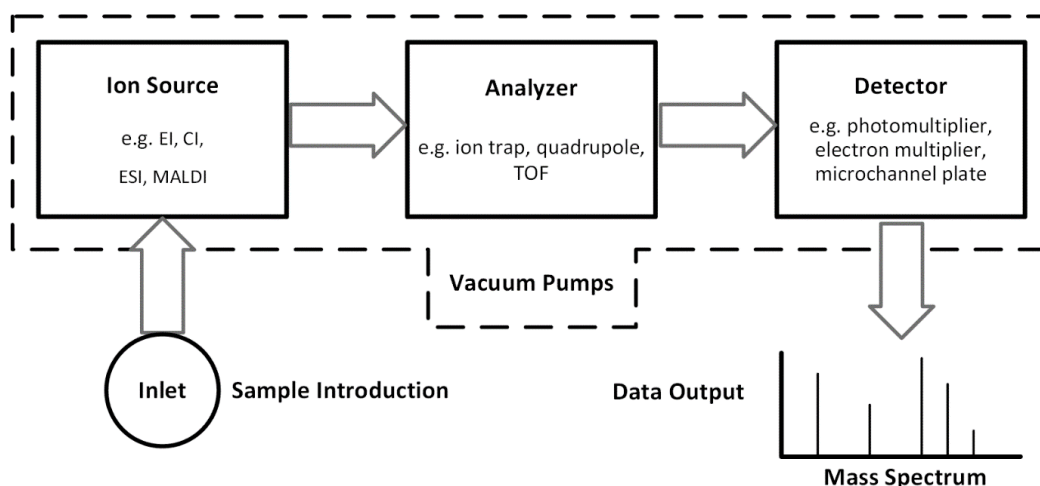 Ion Source
e.g. EI, CI,
ESI, MALDI
Analyzer
e.g. ion trap, quadrupole,
TOF
Detector
e.g. photomultiplier,
electron multiplier,
microchannel plate
Vacuum Pumps
Inlet
Sample Introduction
Data Output
Mass Spectrum